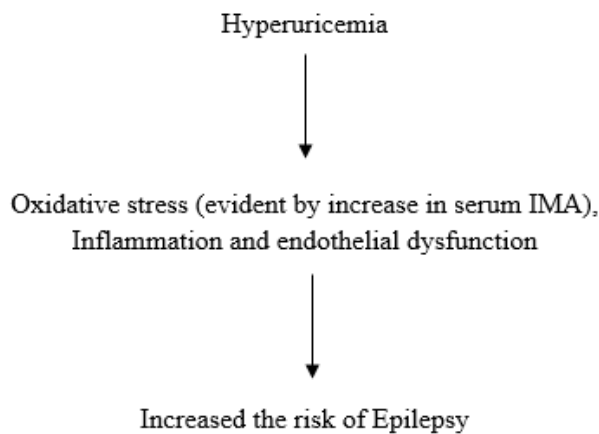 Hyperuricemia
Oxidative stress (evident by increase in serum IMA),
Inflammation and endothelial dysfunction
Increased the risk of Epilepsy